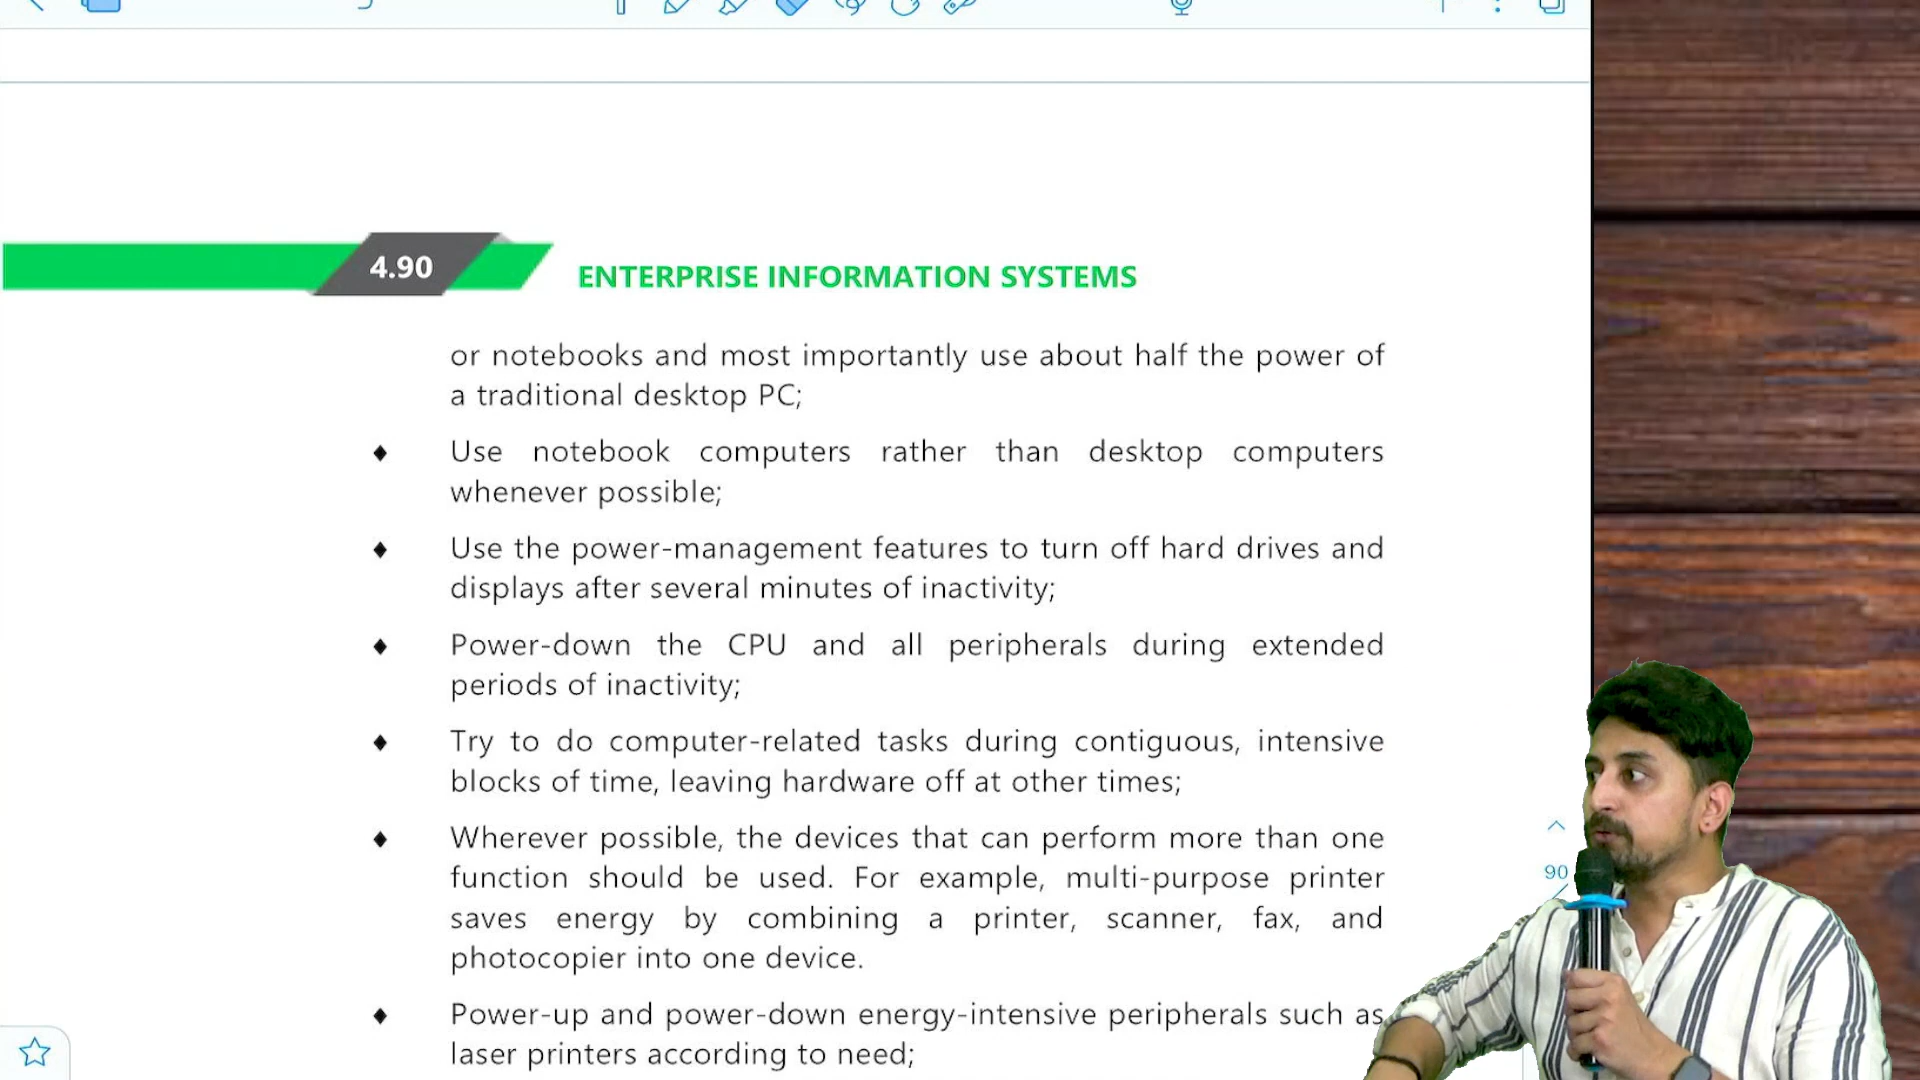 4.90
ENTERPRISE INFORMATION SYSTEMS
or notebooks and most importantly use about half the power of
a traditional desktop PC;
♦ Use notebook computers rather than desktop computers
whenever possible;
♦ Use the power-management features to turn off hard drives and
displays after several minutes of inactivity;
♦ Power-down the CPU and all peripherals during extended
periods of inactivity;
♦ Try to do computer-related tasks during contiguous, intensive
blocks of time, leaving hardware off at other times;
♦ Wherever possible, the devices that can perform more than one
function should be used. For example, multi-purpose printer
saves energy by combining a printer, scanner, fax, and
photocopier into one device.
90
♦ Power-up and power-down energy-intensive peripherals such as
laser printers according to need;